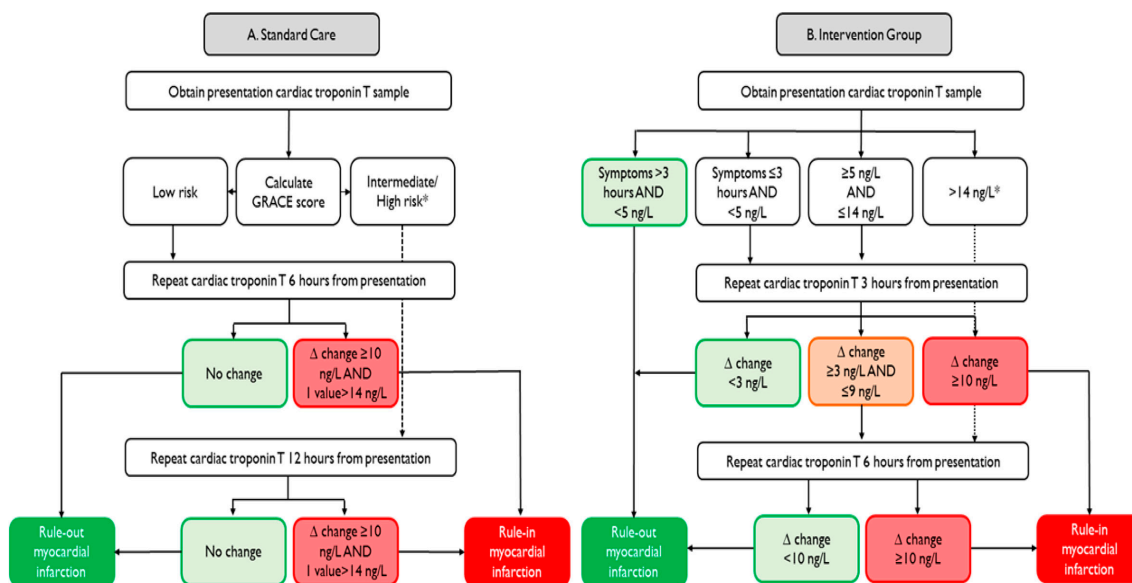 A. Standard Care
Obtain presentation cardiac troponin T sample
Low risk
Calculate
GRACE score
Intermediate/
High risk*
Repeat cardiac troponin T 6 hours from presentation
No change
Δ change ≥10
ng/L AND
1 value>14 ng/L
Repeat cardiac troponin T 12 hours from presentation
Rule-out
myocardial
infarction
No change
Δ change ≥10
ng/L AND
1 value>14 ng/L
Rule-in
myocardial
infarction
B. Intervention Group
Obtain presentation cardiac troponin T sample
Symptoms >3
hours AND
<5 ng/L
Symptoms ≤3
hours AND
<5 ng/L
≥5 ng/L
AND
≤14 ng/L
>14 ng/L*
Repeat cardiac troponin T 3 hours from presentation
Δ change
<3 ng/L
Δ change
≥3 ng/L AND
≤9 ng/L
Δ change
≥10 ng/L
Repeat cardiac troponin T 6 hours from presentation
Rule-out
myocardial
infarction
Δ change
<10 ng/L
Δ change
≥10 ng/L
Rule-in
myocardial
infarction